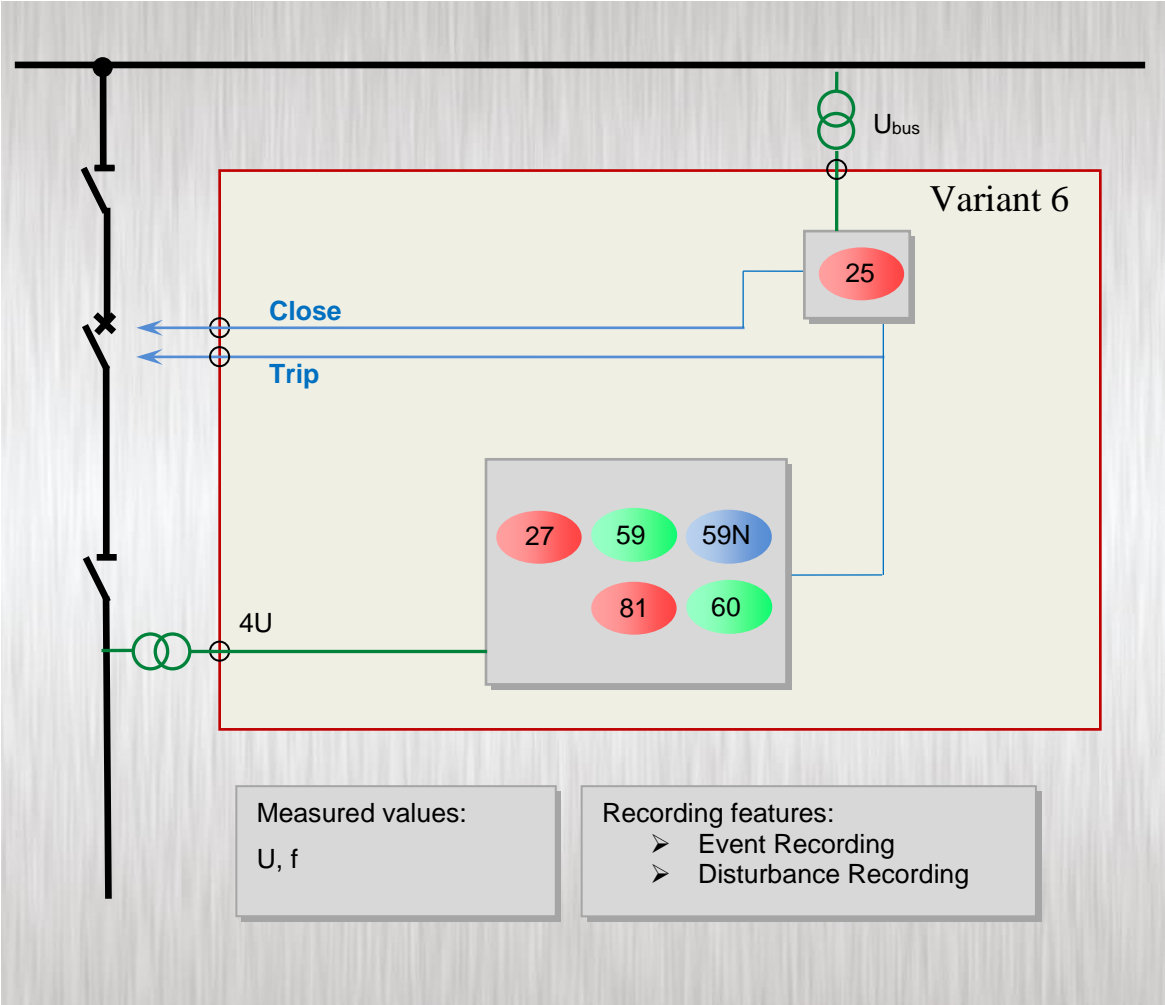 Ubus
Variant 6
25
Close
Trip
27 59 59N
81 60
4U
Measured values:
U, f
Recording features:
➢ Event Recording
➢ Disturbance Recording